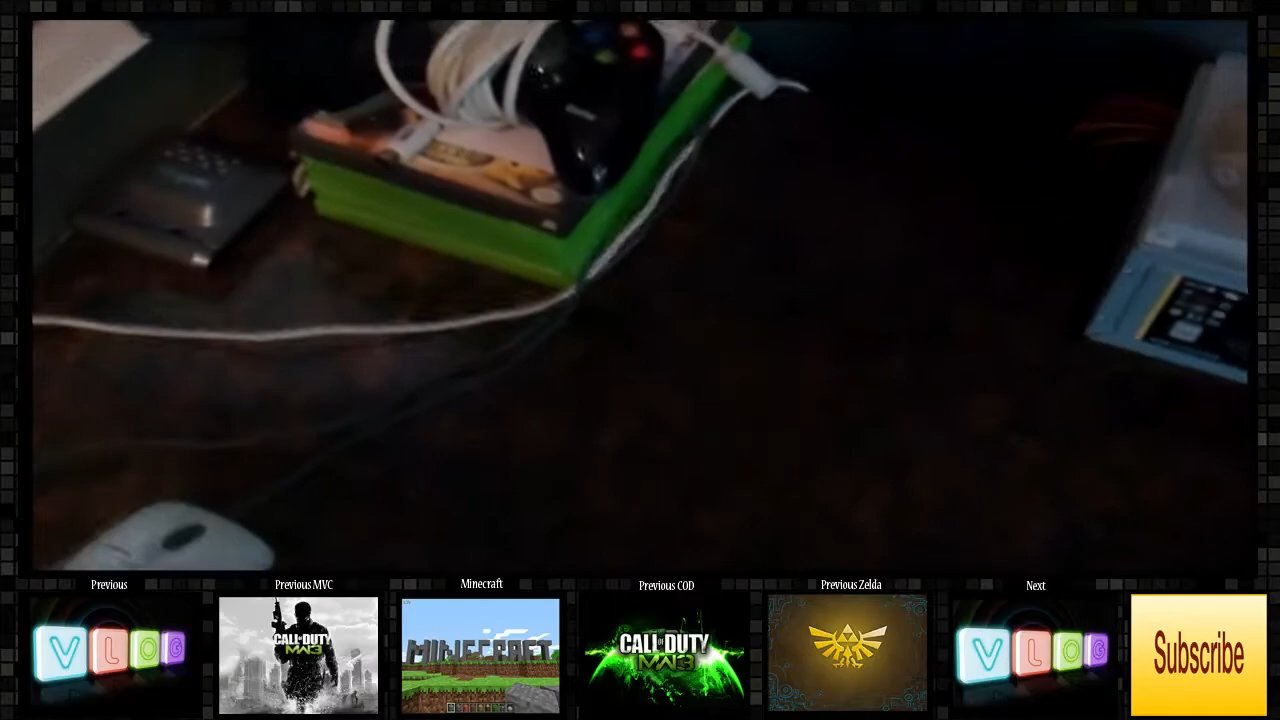 Previous
Previous MVC
Minecraft
Previous COD
Previous Zelda
Next
VLOG
CALL OF DUTY
MW3
MINECRAFT
CALL OF DUTY
MW3
VLOG
Subscribe